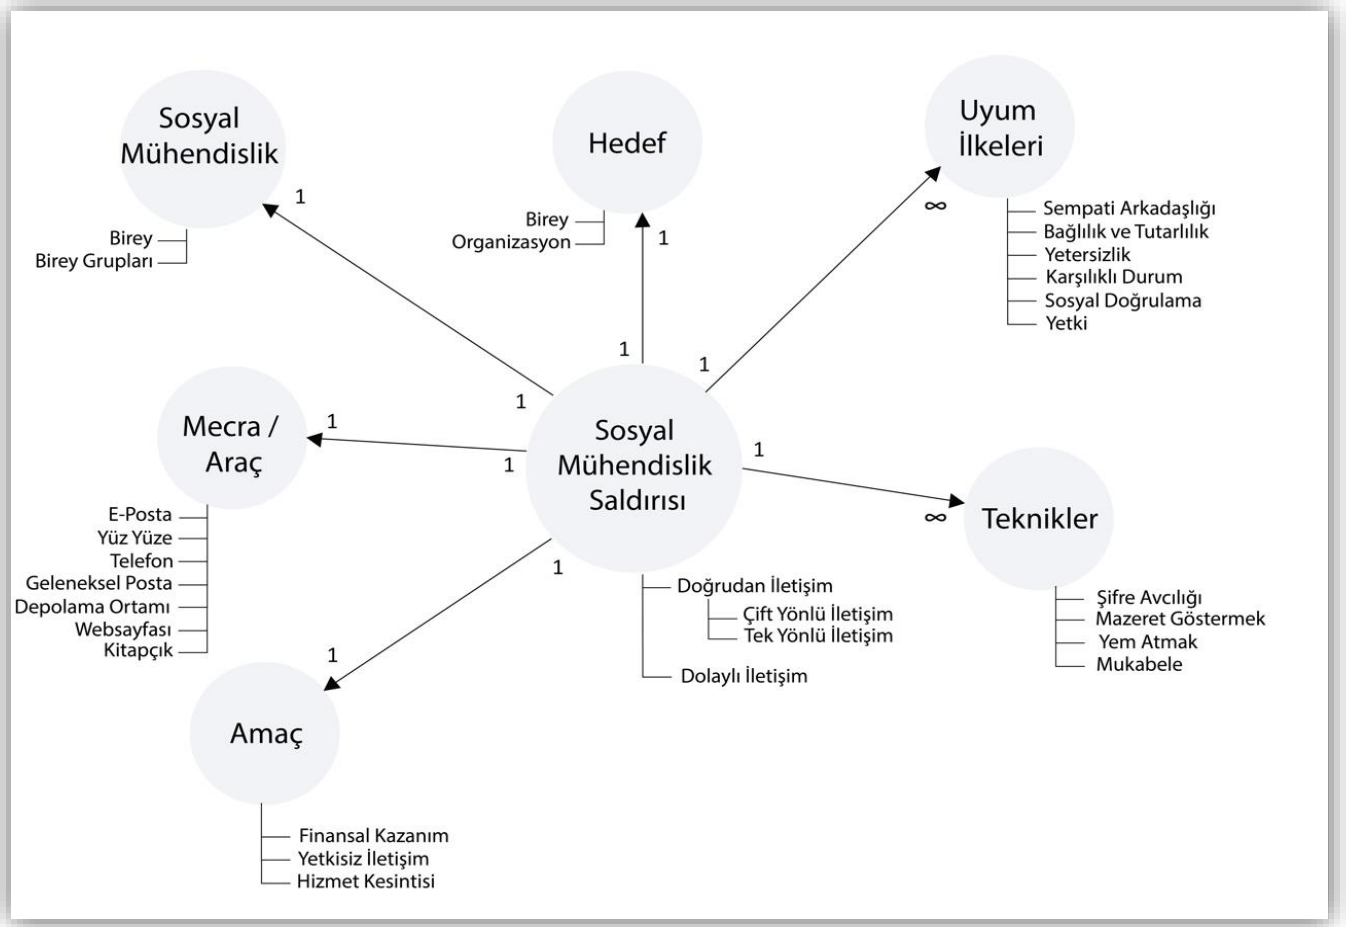 Sosyal
Mühendislik
1
Birey
Birey Grupları
Hedef
Birey
Organizasyon
1
Uyum
İlkeleri
∞
Sempati Arkadaşlığı
Bağlılık ve Tutarlılık
Yetersizlik
Karşılıklı Durum
Sosyal Doğrulama
Yetki
1
1
1
Mecra /
Araç
1
1
E-Posta
Yüz Yüze
Telefon
Geleneksel Posta
Depolama Ortamı
Websayfası
Kitapçık
Sosyal
Mühendislik
Saldırısı
1
1
Doğrudan İletişim
Çift Yönlü İletişim
Tek Yönlü İletişim
Dolaylı İletişim
∞
Teknikler
Şifre Avcılığı
Mazeret Göstermek
Yem Atmak
Mukabele
1
Amaç
Finansal Kazanım
Yetkisiz İletişim
Hizmet Kesintisi